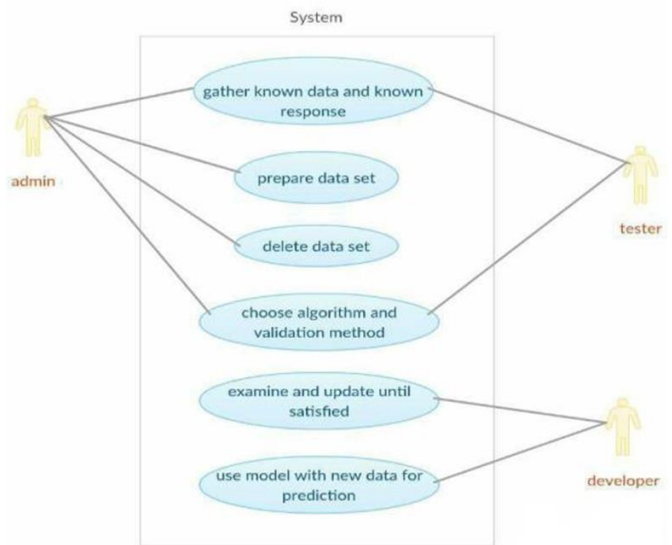 System
gather known data and known
response
admin
prepare data set
tester
delete data set
choose algorithm and
validation method
examine and update until
satisfied
use model with new data for
prediction
developer